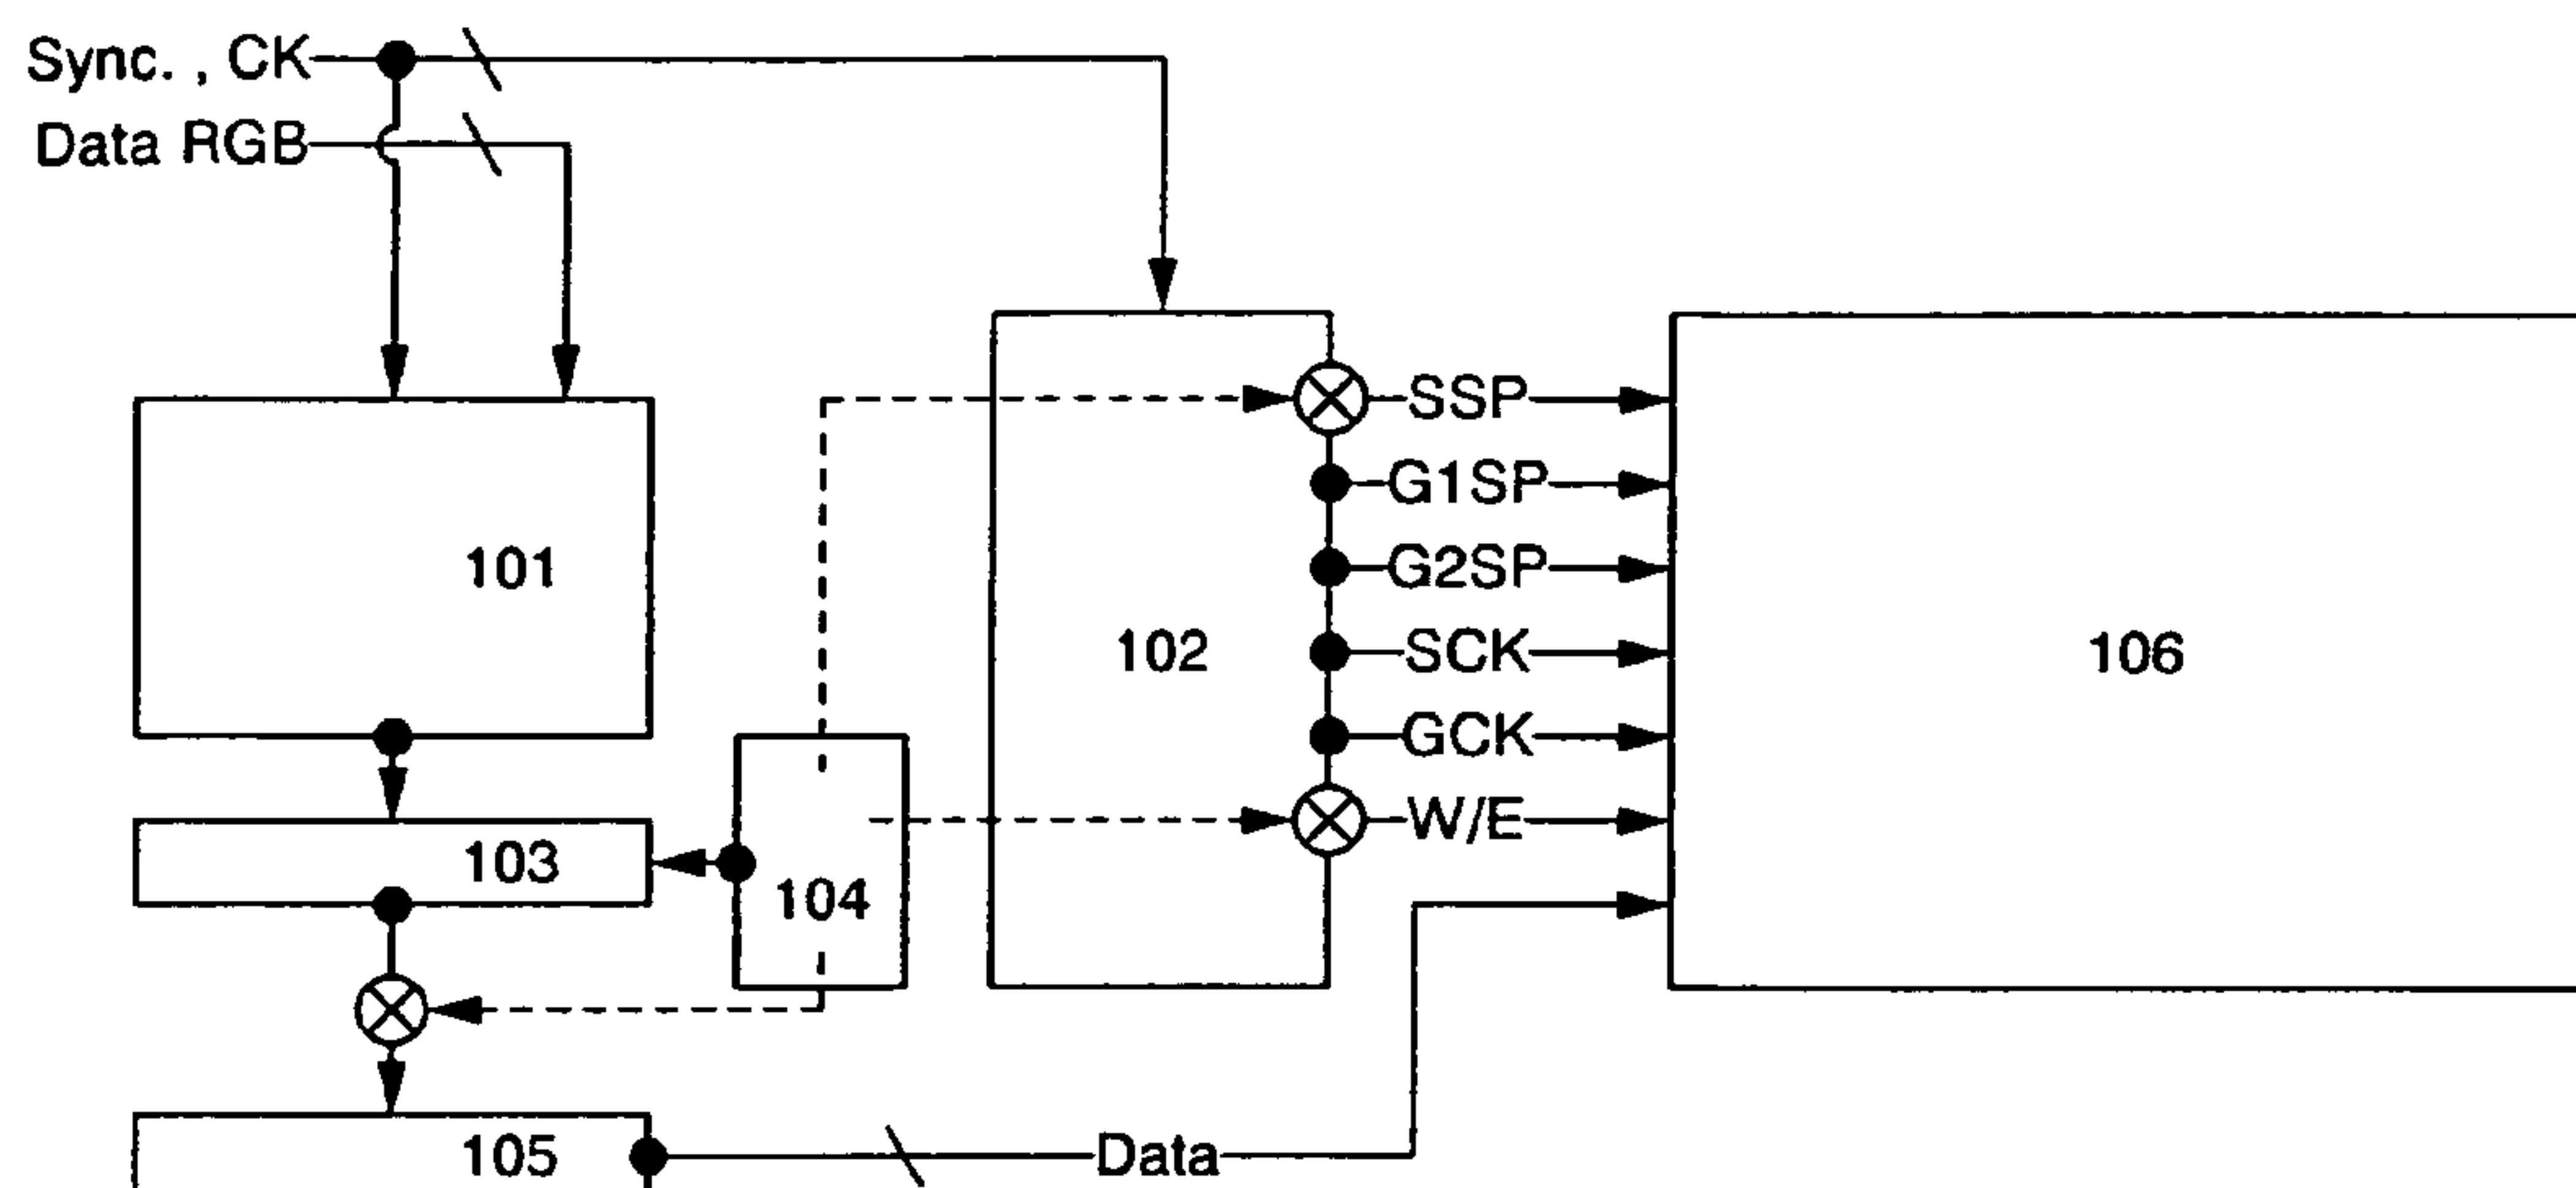 Sync. , CK
Data RGB
SSP
G1SP
G2SP
101
SCK
102
106
GCK
W/E
103
104
Data
105